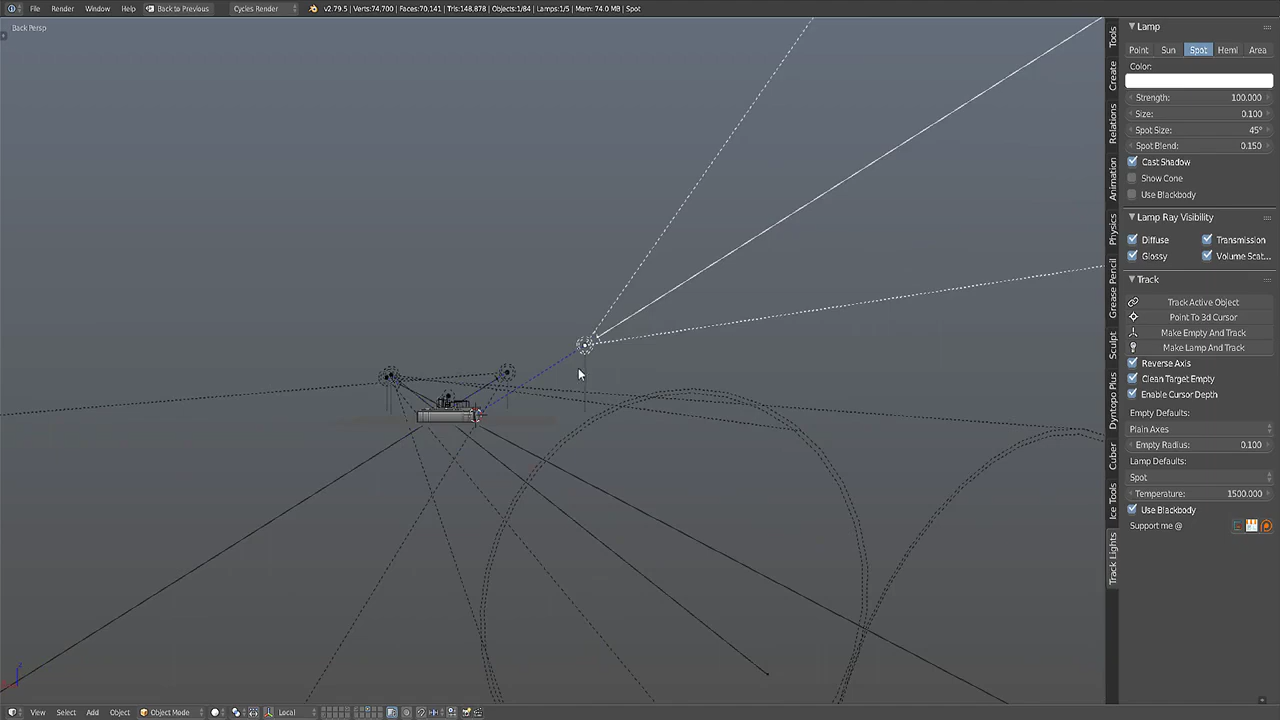 File Render Window Help Back to Previous Cycles Render v2.79.5 | Verts:74,700 | Faces:70,141 | Tris:148,878 | Objects:1/84 | Lamps:1/5 | Mem: 74.0 MB | Spot
Back Persp
Tools
Create
Relations
Animation
Physics
Grease Pencil
Sculpt
Dyntopo Plus
Cuber
Ice Tools
Track Lights
Lamp
Point Sun Spot Hemi Area
Color:
Strength: 100.000
Size: 0.100
Spot Size: 45°
Spot Blend: 0.150
Cast Shadow
Show Cone
Use Blackbody
Lamp Ray Visibility
Diffuse Transmission
Glossy Volume Scat...
Track
Track Active Object
Point To 3d Cursor
Make Empty And Track
Make Lamp And Track
Reverse Axis
Clean Target Empty
Enable Cursor Depth
Empty Defaults:
Plain Axes
Empty Radius: 0.100
Lamp Defaults:
Spot
Temperature: 1500.000
Use Blackbody
Support me @
View Select Add Object Object Mode Local